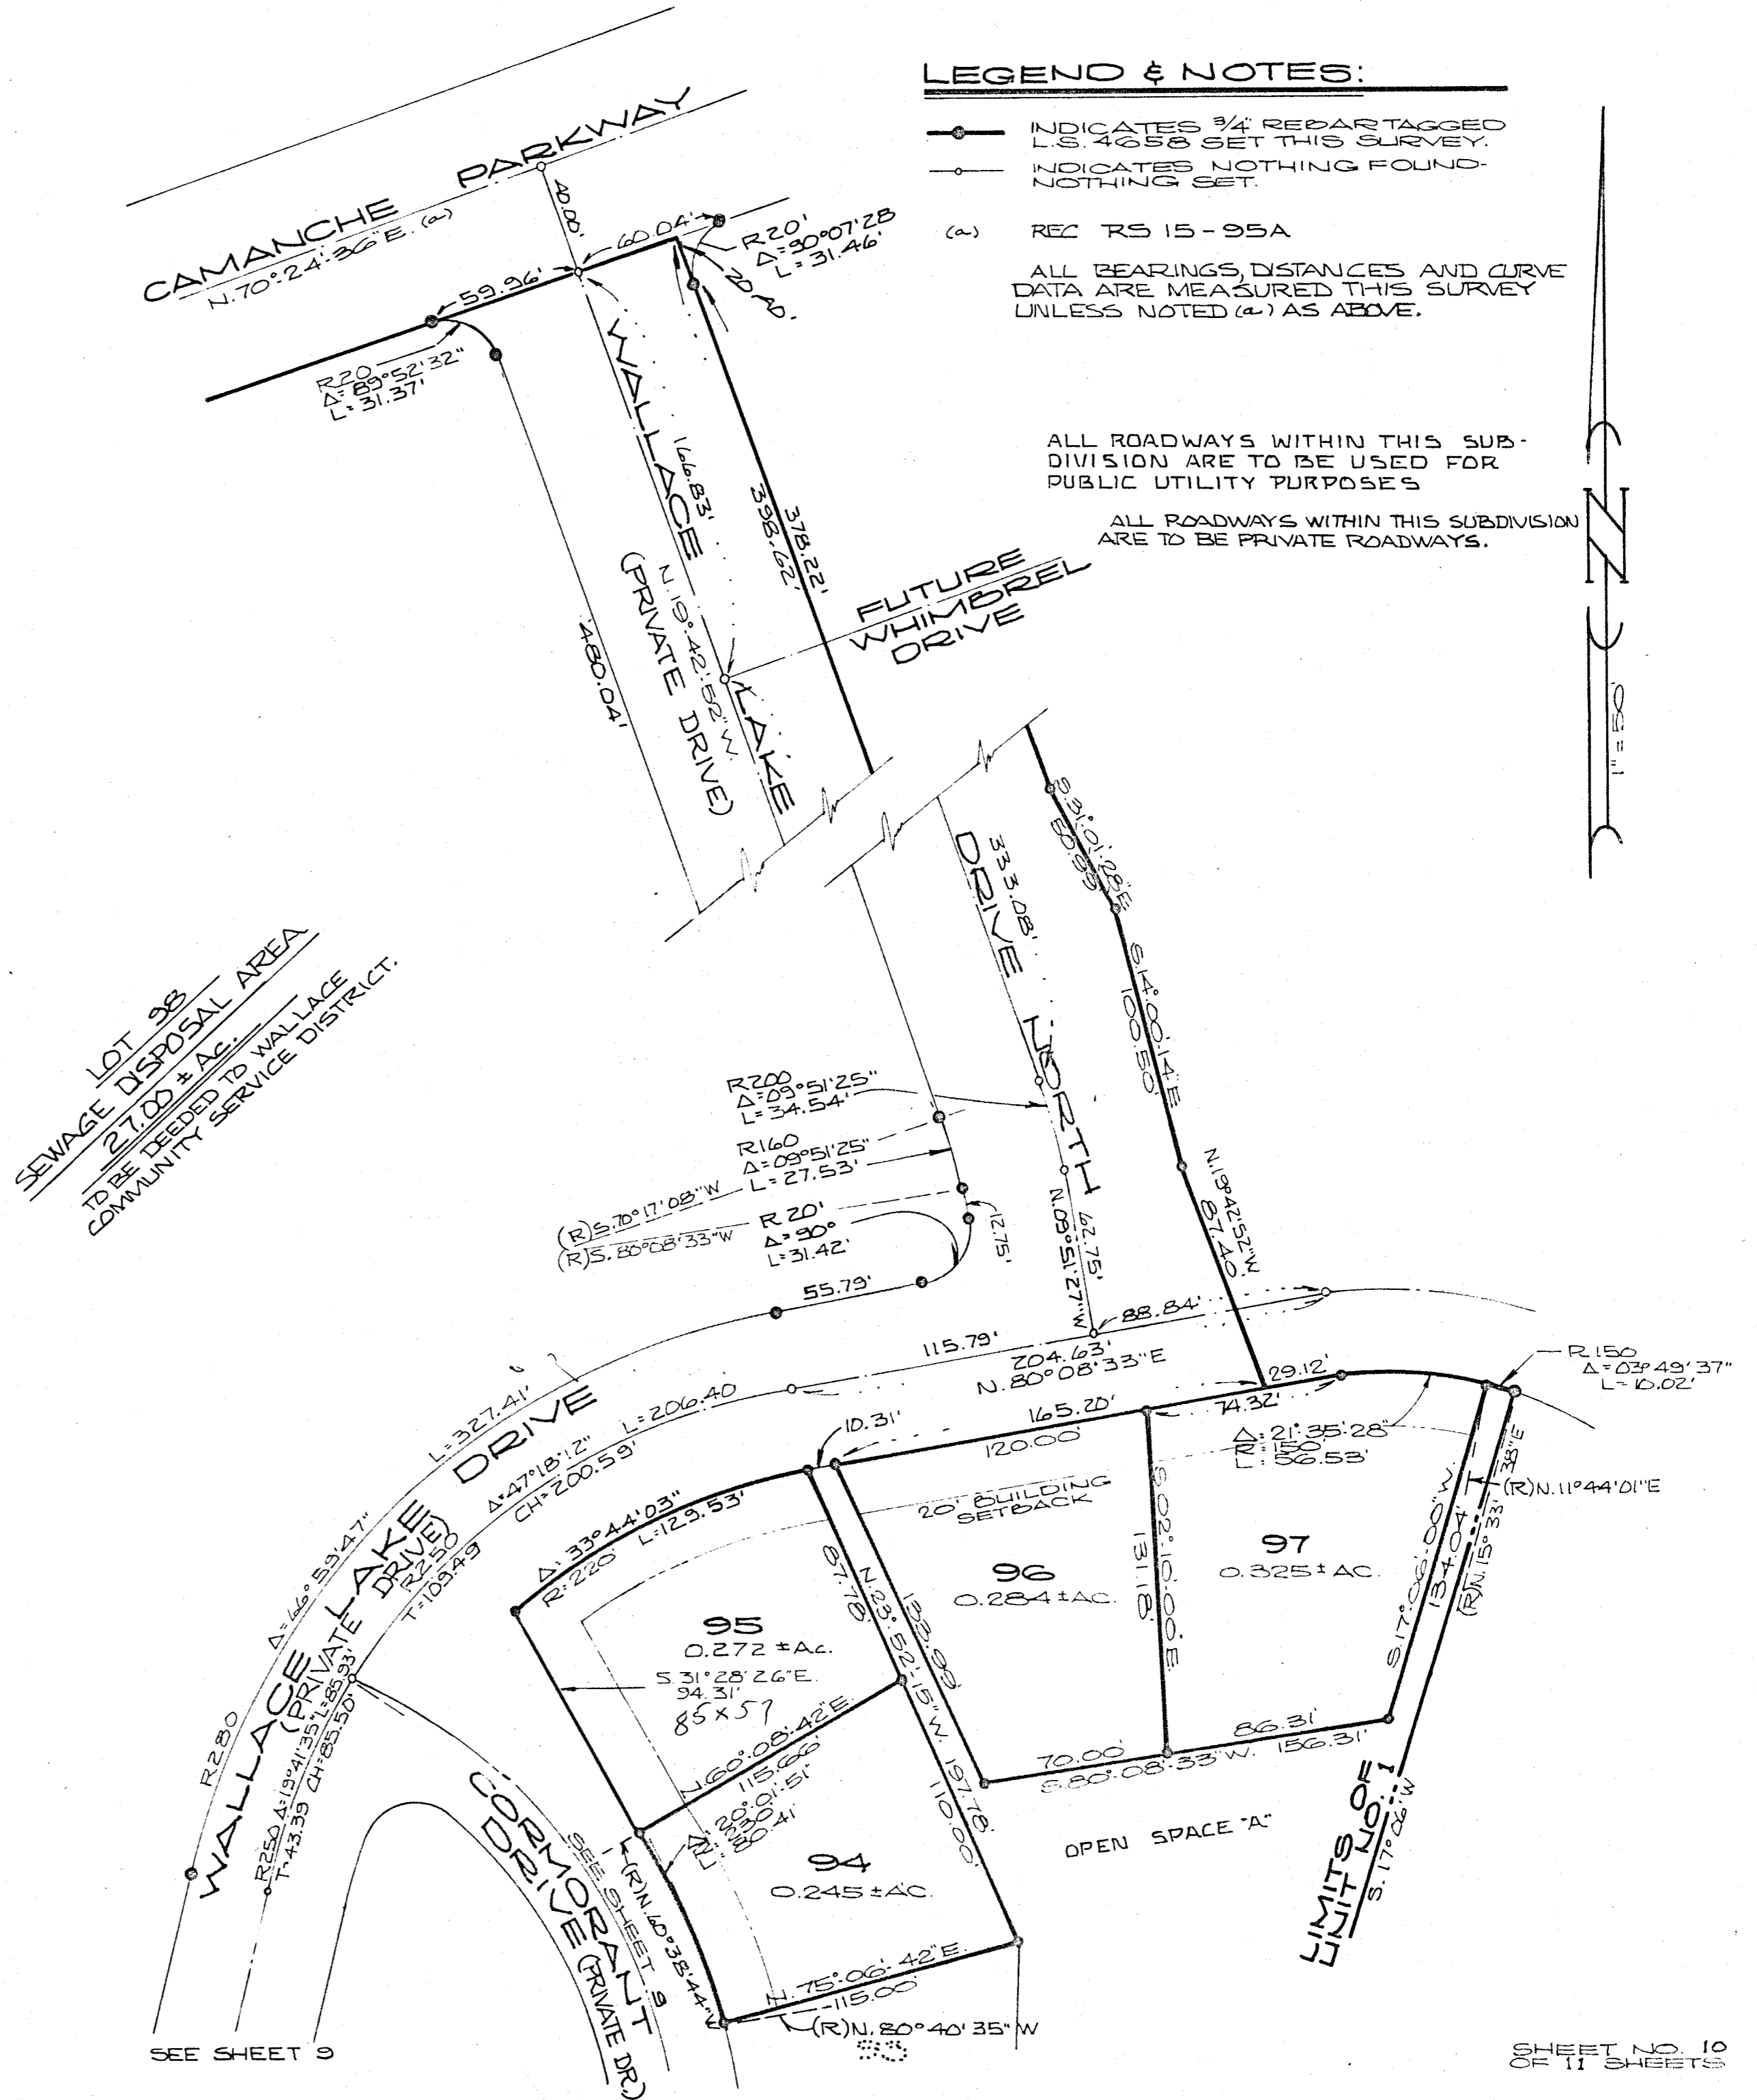 LEGEND & NOTES:
INDICATES 3/4" REBAR TAGGED
L.S. 4658 SET THIS SURVEY.
INDICATES NOTHING FOUND-
NOTHING SET.
(a) REC RS 15-95A
ALL BEARINGS, DISTANCES AND CURVE
DATA ARE MEASURED THIS SURVEY
UNLESS NOTED (a) AS ABOVE.
ALL ROADWAYS WITHIN THIS SUB-
DIVISION ARE TO BE USED FOR
PUBLIC UTILITY PURPOSES
ALL ROADWAYS WITHIN THIS SUBDIVISION
ARE TO BE PRIVATE ROADWAYS.
N
1" = 50'
CAMANCHE PARKWAY
N. 70°-24'-36" E. (a)
40.00'
60.04'
59.96'
R20'
Δ=90°07'28
L=31.46'
20 AD.
R20
Δ=89°52'32"
L=31.37'
WALLACE LAKE
166.83'
N. 19°-42'-52" W.
(PRIVATE DRIVE)
378.22'
398.62'
480.04'
FUTURE
WHIMBREL
DRIVE
DRIVE NORTH
333.08'
S. 31°-01'-28" E.
S. 14°-00'-14" E
100.50'
N. 19°42'52" W
87.40'
LOT 98
SEWAGE DISPOSAL AREA
27.00 ± AC.
TO BE DEEDED TO WALLACE
COMMUNITY SERVICE DISTRICT.
R200
Δ=09°51'25"
L=34.54'
R160
Δ=09°51'25"
L=27.53'
(R)S. 70°17'08" W
(R)S. 80°08'33" W
R 20'
Δ=90°
L=31.42'
12.75'
62.75'
N. 09°51'27" W
55.79'
88.84'
115.79'
204.63'
N. 80°08'33" E
29.12'
74.32'
R150
Δ=03°49'37"
L=10.02'
L=327.41'
L=206.40
Δ=47°18'12"
CH=200.59'
R250
T=109.49
WALLACE LAKE DRIVE
(PRIVATE DRIVE)
Δ=66°59'47"
R280
R250 Δ=19°41'35" L=85.93'
T=43.39 CH=85.50'
10.31'
165.20'
120.00'
Δ=21°-35'-28"
R=150'
L=56.53'
20' BUILDING
SETBACK
Δ=33°44'03"
R=220' L=129.53'
87.78'
N. 23°-52'-15" W. 197.78'
S. 02°-10'-00" E.
131.18'
S. 17°-06'-00" W.
134.04'
(R)N. 11°44'01" E
(R)N. 15°33'38" E
95
0.272 ± AC.
S. 31°28'26" E.
94.31'
96
0.284 ± AC.
97
0.325 ± AC.
N. 60°-08'-42" E.
115.66'
20°-01'-51"
80.41'
110.00'
70.00'
86.31'
S. 80°-08'-33" W. 156.31'
OPEN SPACE "A"
LIMITS OF
UNIT NO. 1
S. 17°06' W
94
0.245 ± AC.
CORMORANT
DRIVE (PRIVATE DR.)
SEE SHEET 9
(R)N. 60°38'44" W
N. 75°-06'-42" E.
115.00'
(R)N. 80°40'35" W
93
SEE SHEET 9
SHEET NO. 10
OF 11 SHEETS